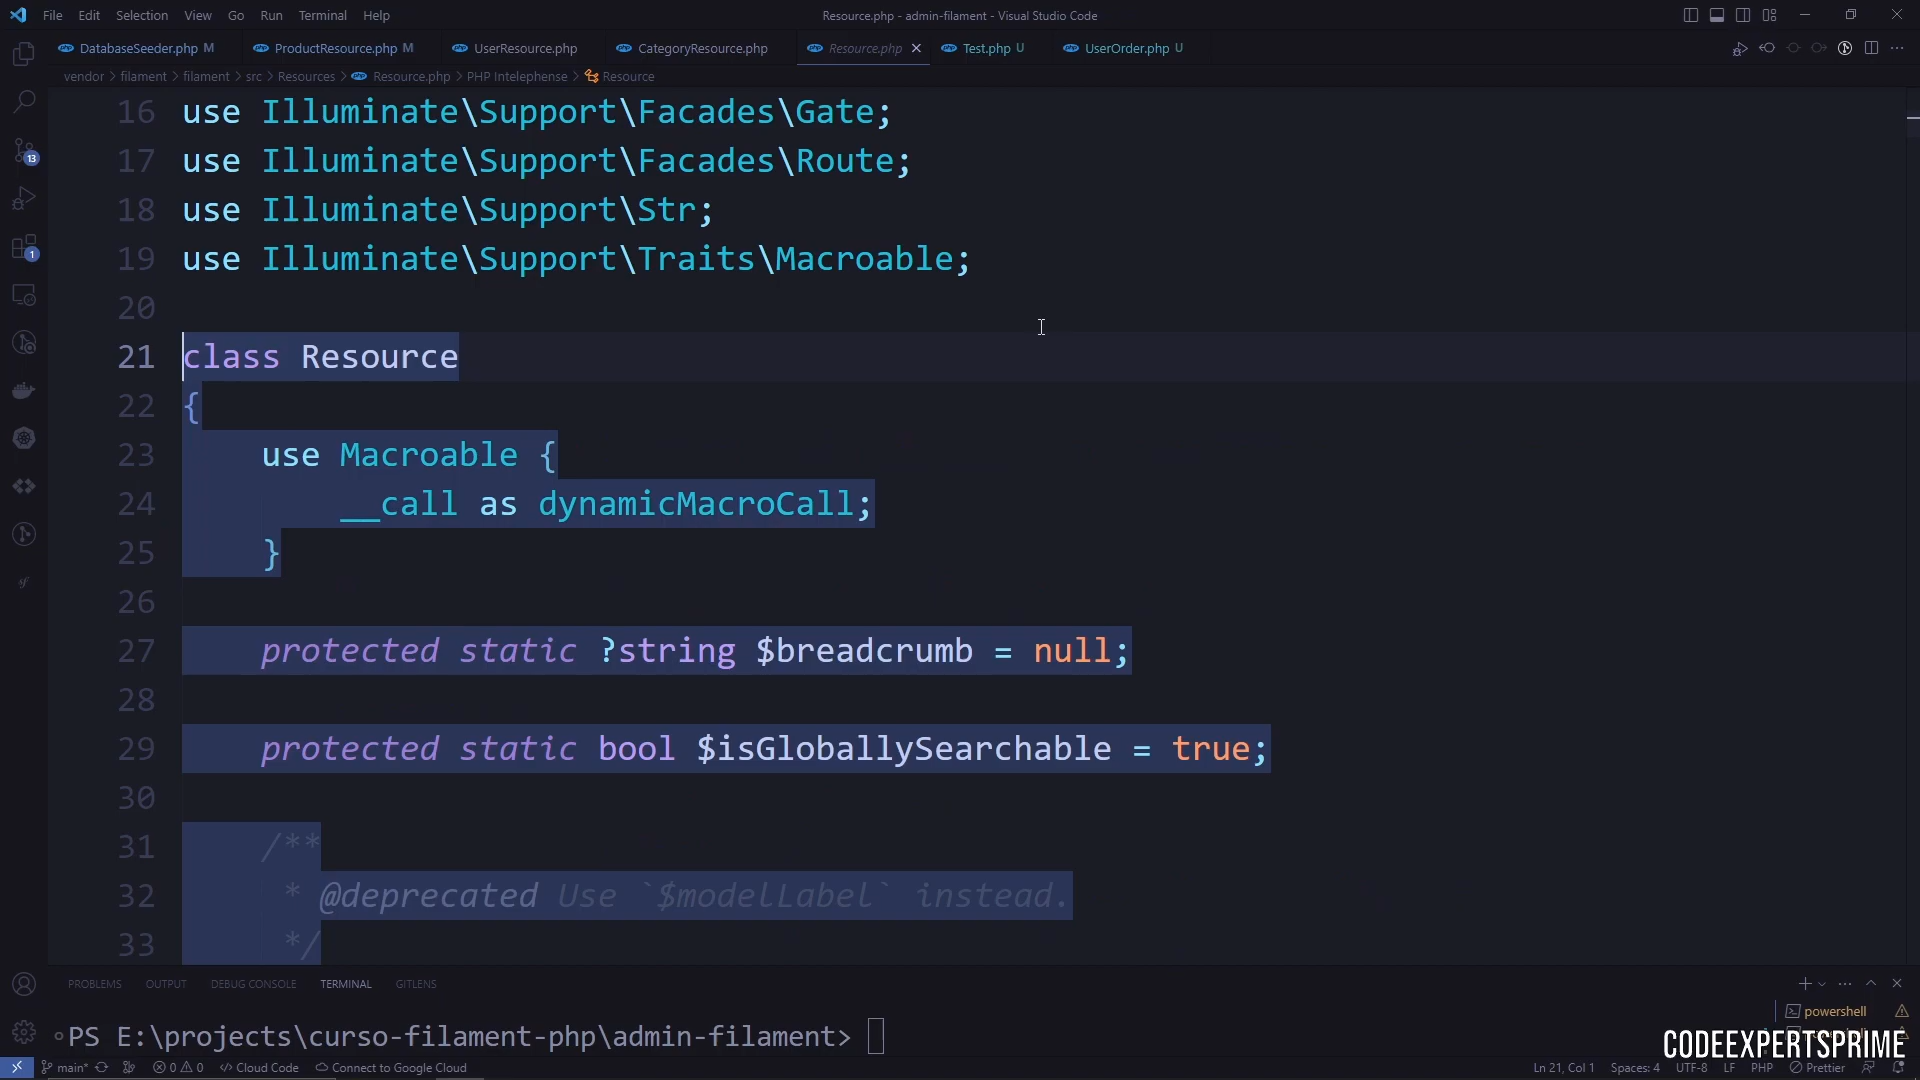 File Edit Selection View Go Run Terminal Help
Resource.php - admin-filament - Visual Studio Code
DatabaseSeeder.php M ProductResource.php M UserResource.php CategoryResource.php Resource.php Test.php U UserOrder.php U
vendor > filament > filament > src > Resources > Resource.php > PHP Intelephense > Resource
16 use Illuminate\Support\Facades\Gate;
17 use Illuminate\Support\Facades\Route;
18 use Illuminate\Support\Str;
19 use Illuminate\Support\Traits\Macroable;
20
21 class Resource
22 {
23 use Macroable {
24 __call as dynamicMacroCall;
25 }
26
27 protected static ?string $breadcrumb = null;
28
29 protected static bool $isGloballySearchable = true;
30
31 /**
32 * @deprecated Use `$modelLabel` instead.
33 */
13
1
PROBLEMS OUTPUT DEBUG CONSOLE TERMINAL GITLENS
PS E:\projects\curso-filament-php\admin-filament>
powershell
CODEEXPERTSPRIME
main* 0 0 Cloud Code Connect to Google Cloud
Ln 21, Col 1 Spaces: 4 UTF-8 LF PHP Prettier